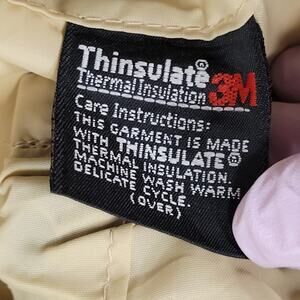 Thinsulate®
Thermal Insulation 3M
Care Instructions:
THIS GARMENT IS MADE
WITH THINSULATE®
THERMAL INSULATION.
MACHINE WASH WARM
DELICATE CYCLE.
(OVER)